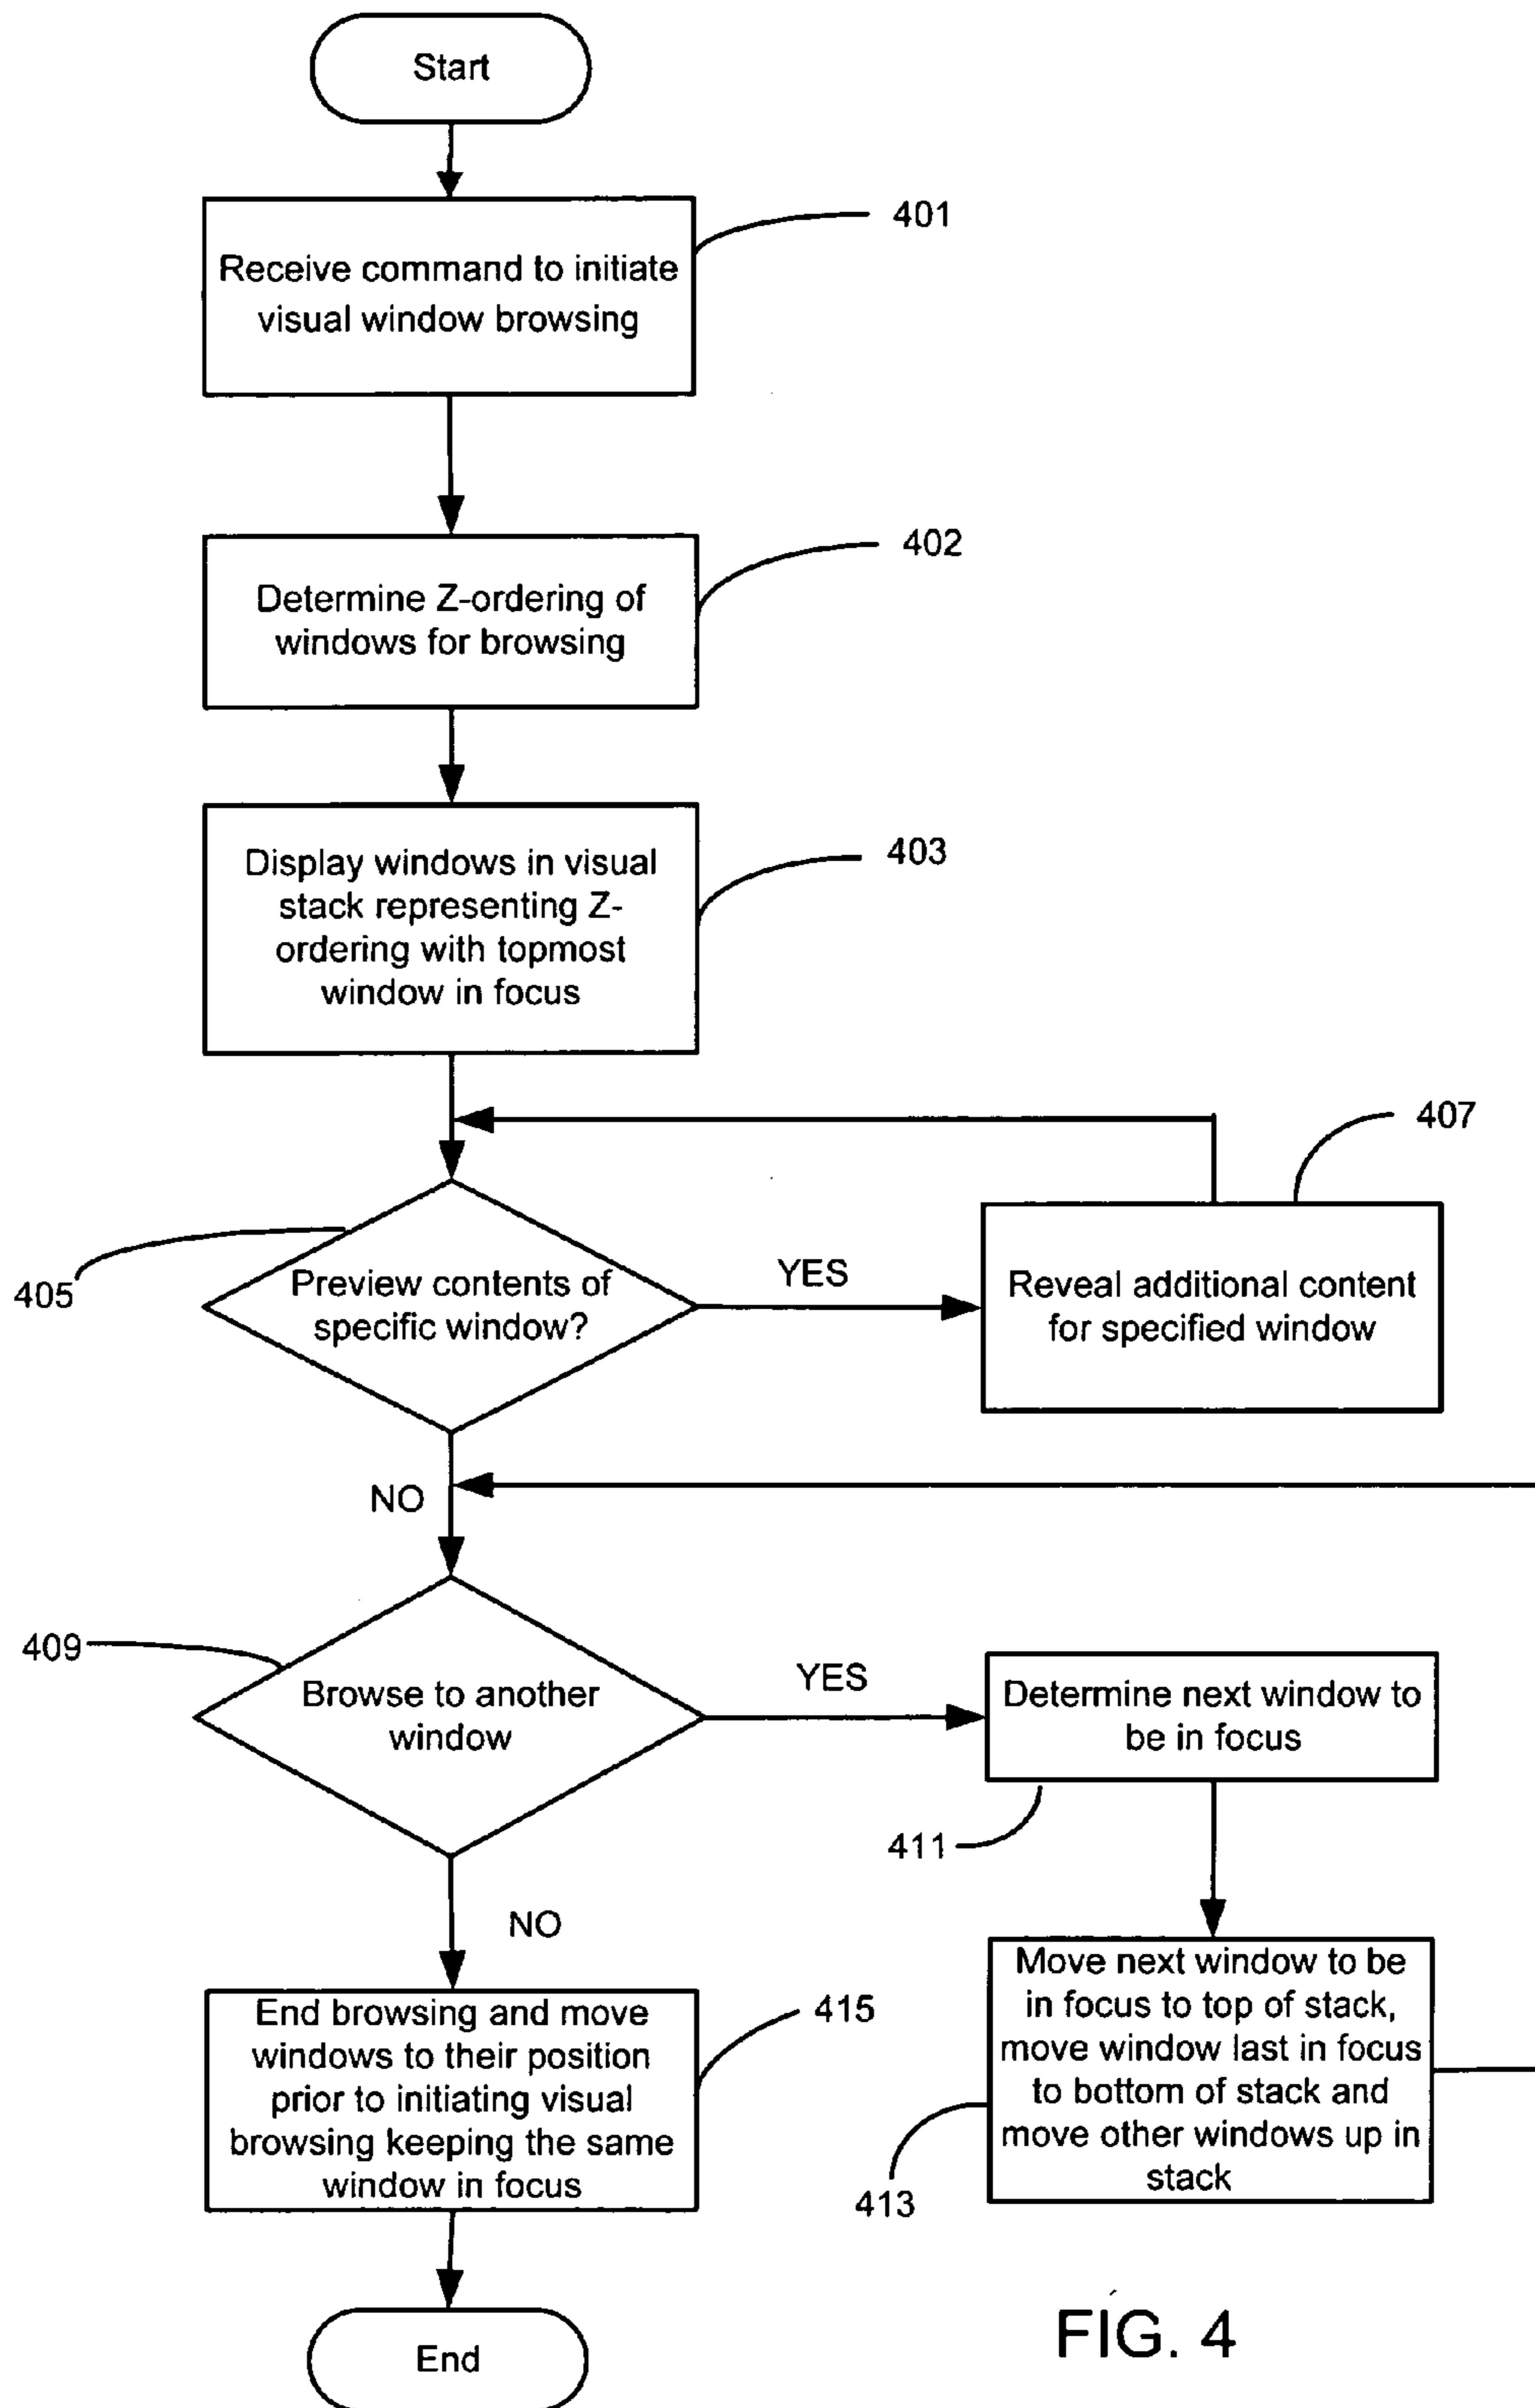 Start
401
Receive command to initiate
visual window browsing
402
Determine Z-ordering of
windows for browsing
403
Display windows in visual
stack representing Z-
ordering with topmost
window in focus
407
405
Preview contents of
specific window?
YES
Reveal additional content
for specified window
NO
409
Browse to another
window
YES
Determine next window to
be in focus
411
NO
415
End browsing and move
windows to their position
prior to initiating visual
browsing keeping the same
window in focus
Move next window to be
in focus to top of stack,
move window last in focus
to bottom of stack and
move other windows up in
stack
413
End
FIG. 4